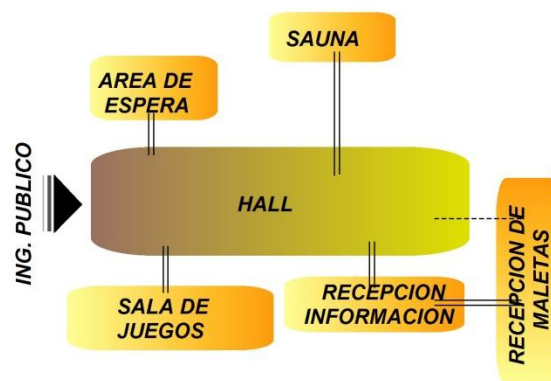 SAUNA
AREA DE
ESPERA
ING. PUBLICO
HALL
RECEPCION DE
MALETAS
SALA DE
JUEGOS
RECEPCION
INFORMACION